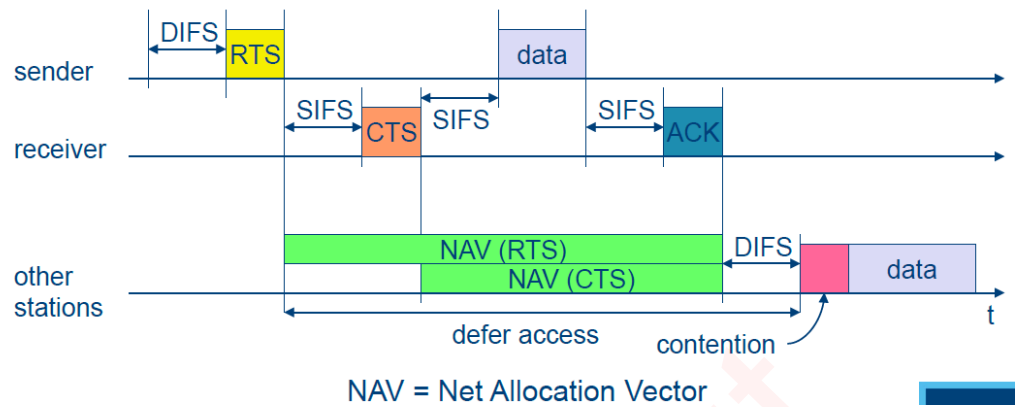 DIFS
RTS
data
sender
SIFS
CTS
SIFS
SIFS
ACK
receiver
NAV (RTS)
DIFS
NAV (CTS)
data
other
stations
t
defer access
contention
NAV = Net Allocation Vector